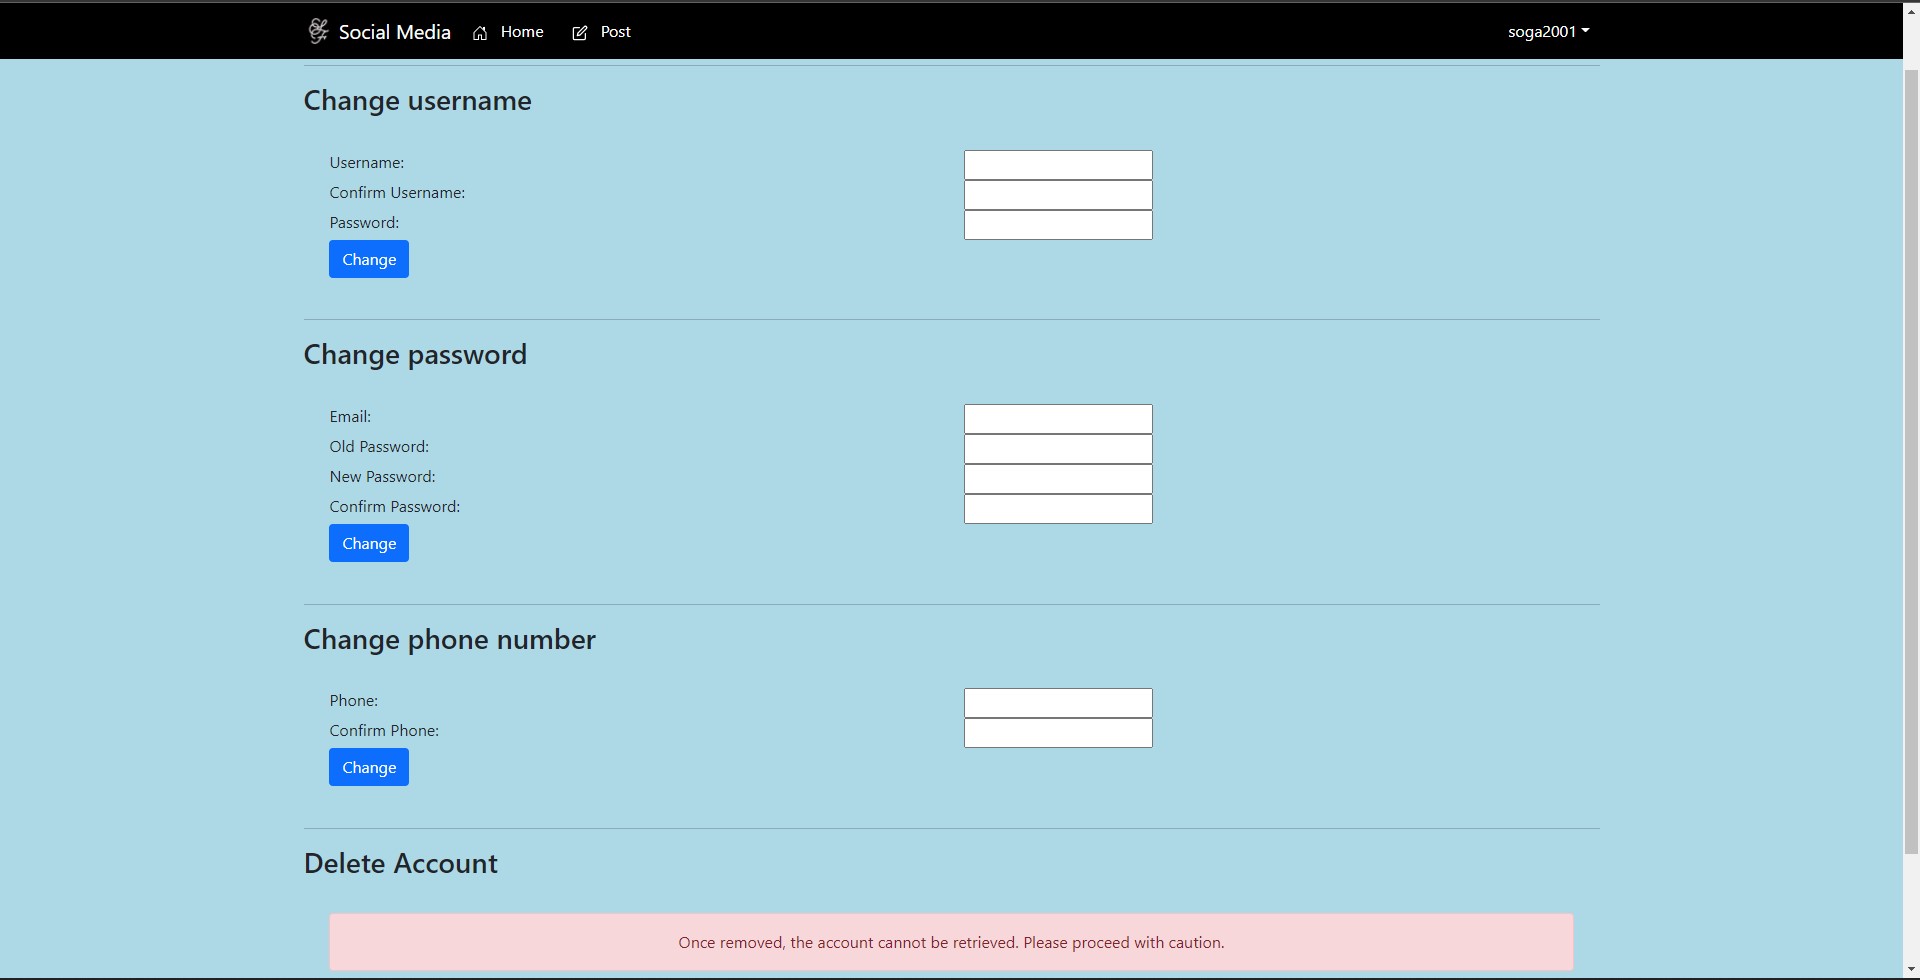 Social Media Home Post soga2001
Change username
Username:
Confirm Username:
Password:
Change
Change password
Email:
Old Password:
New Password:
Confirm Password:
Change
Change phone number
Phone:
Confirm Phone:
Change
Delete Account
Once removed, the account cannot be retrieved. Please proceed with caution.